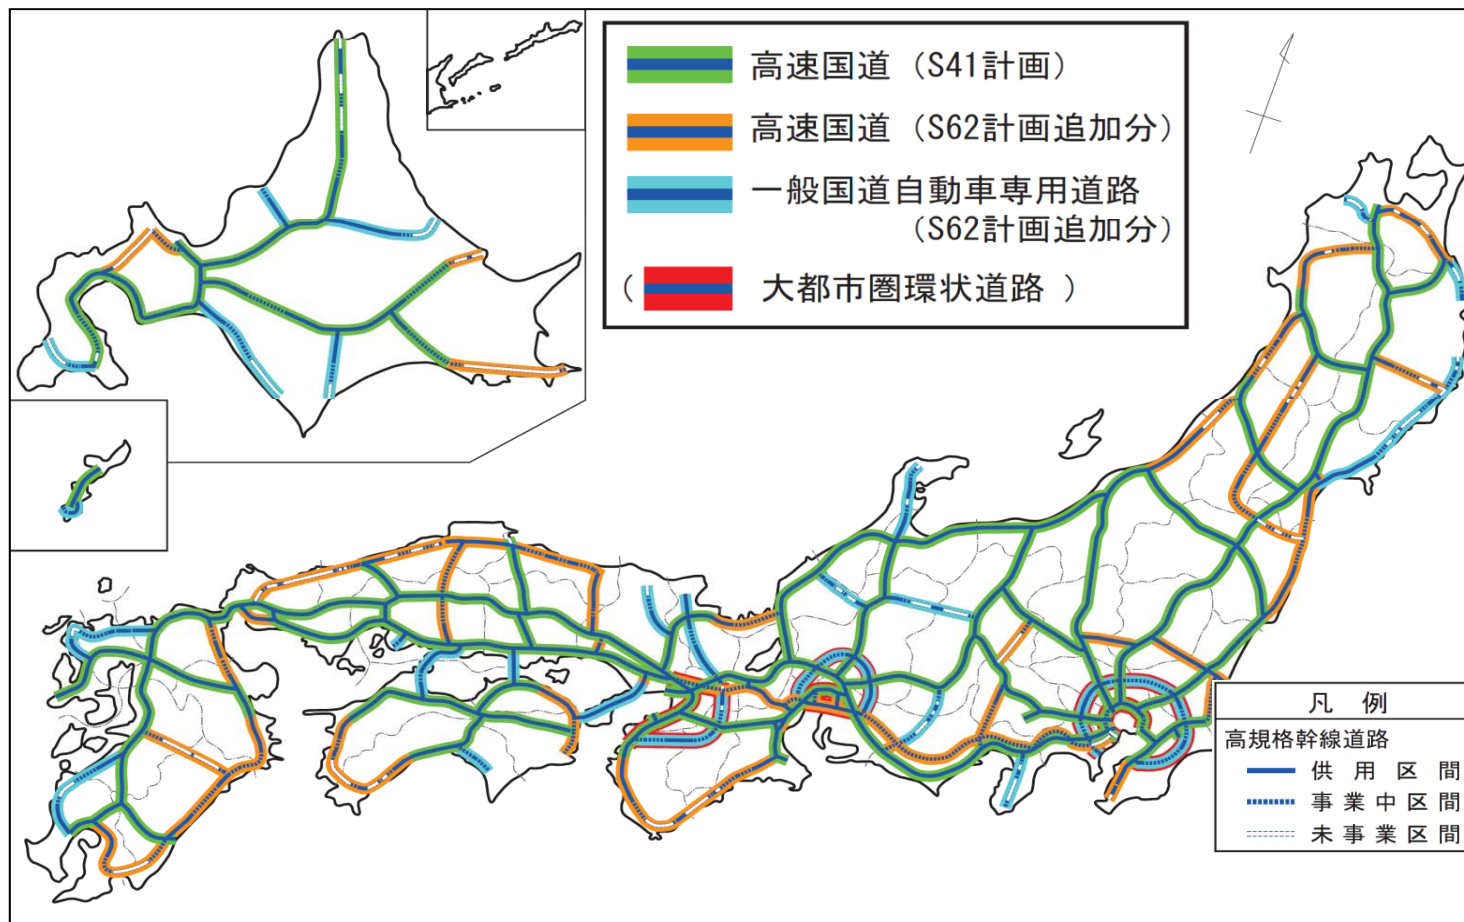 高速国道（S41計画）
高速国道（S62計画追加分）
一般国道自動車専用道路
（S62計画追加分）
（ 大都市圏環状道路 ）
凡例
高規格幹線道路
供用区間
事業中区間
未事業区間